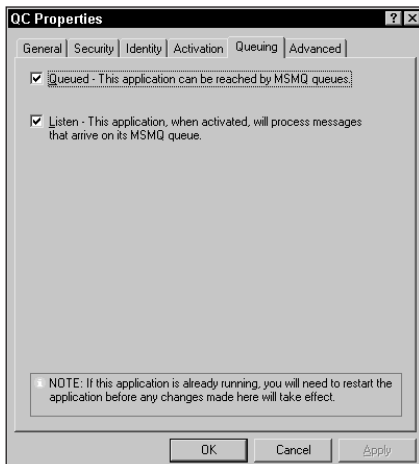 QC Properties
General Security Identity Activation Queuing Advanced
Queued - This application can be reached by MSMQ queues.
Listen - This application, when activated, will process messages
that arrive on its MSMQ queue.
NOTE: If this application is already running, you will need to restart the
application before any changes made here will take effect.
OK Cancel Apply